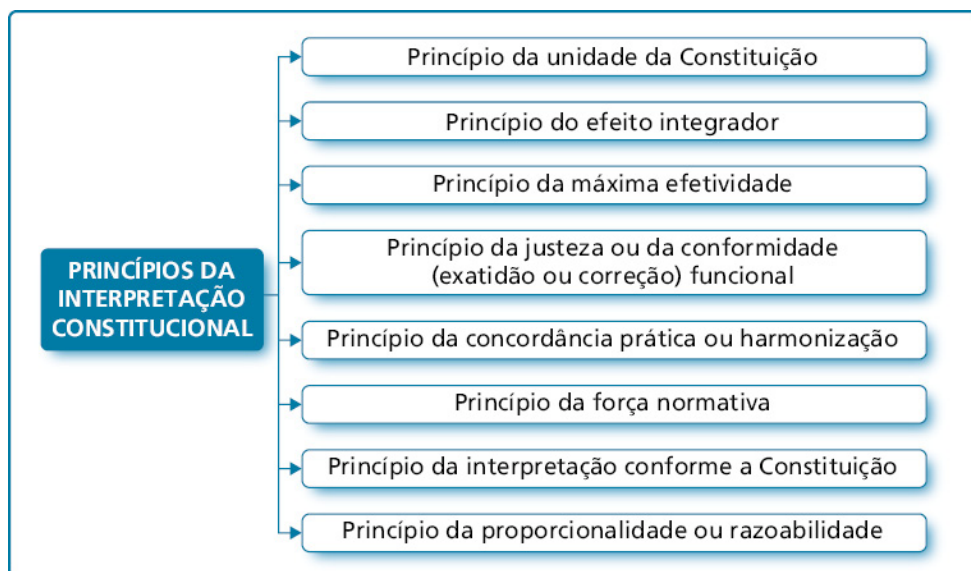 PRINCÍPIOS DA
INTERPRETAÇÃO
CONSTITUCIONAL
Princípio da unidade da Constituição
Princípio do efeito integrador
Princípio da máxima efetividade
Princípio da justeza ou da conformidade
(exatidão ou correção) funcional
Princípio da concordância prática ou harmonização
Princípio da força normativa
Princípio da interpretação conforme a Constituição
Princípio da proporcionalidade ou razoabilidade